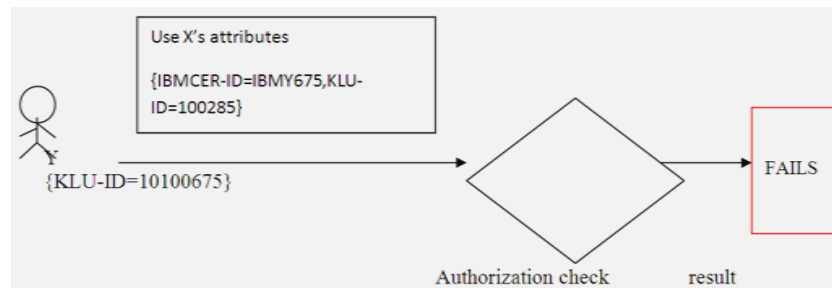 Use X's attributes
{IBMCER-ID=IBMY675,KLU-
ID=100285}
Y
{KLU-ID=10100675}
FAILS
Authorization check
result